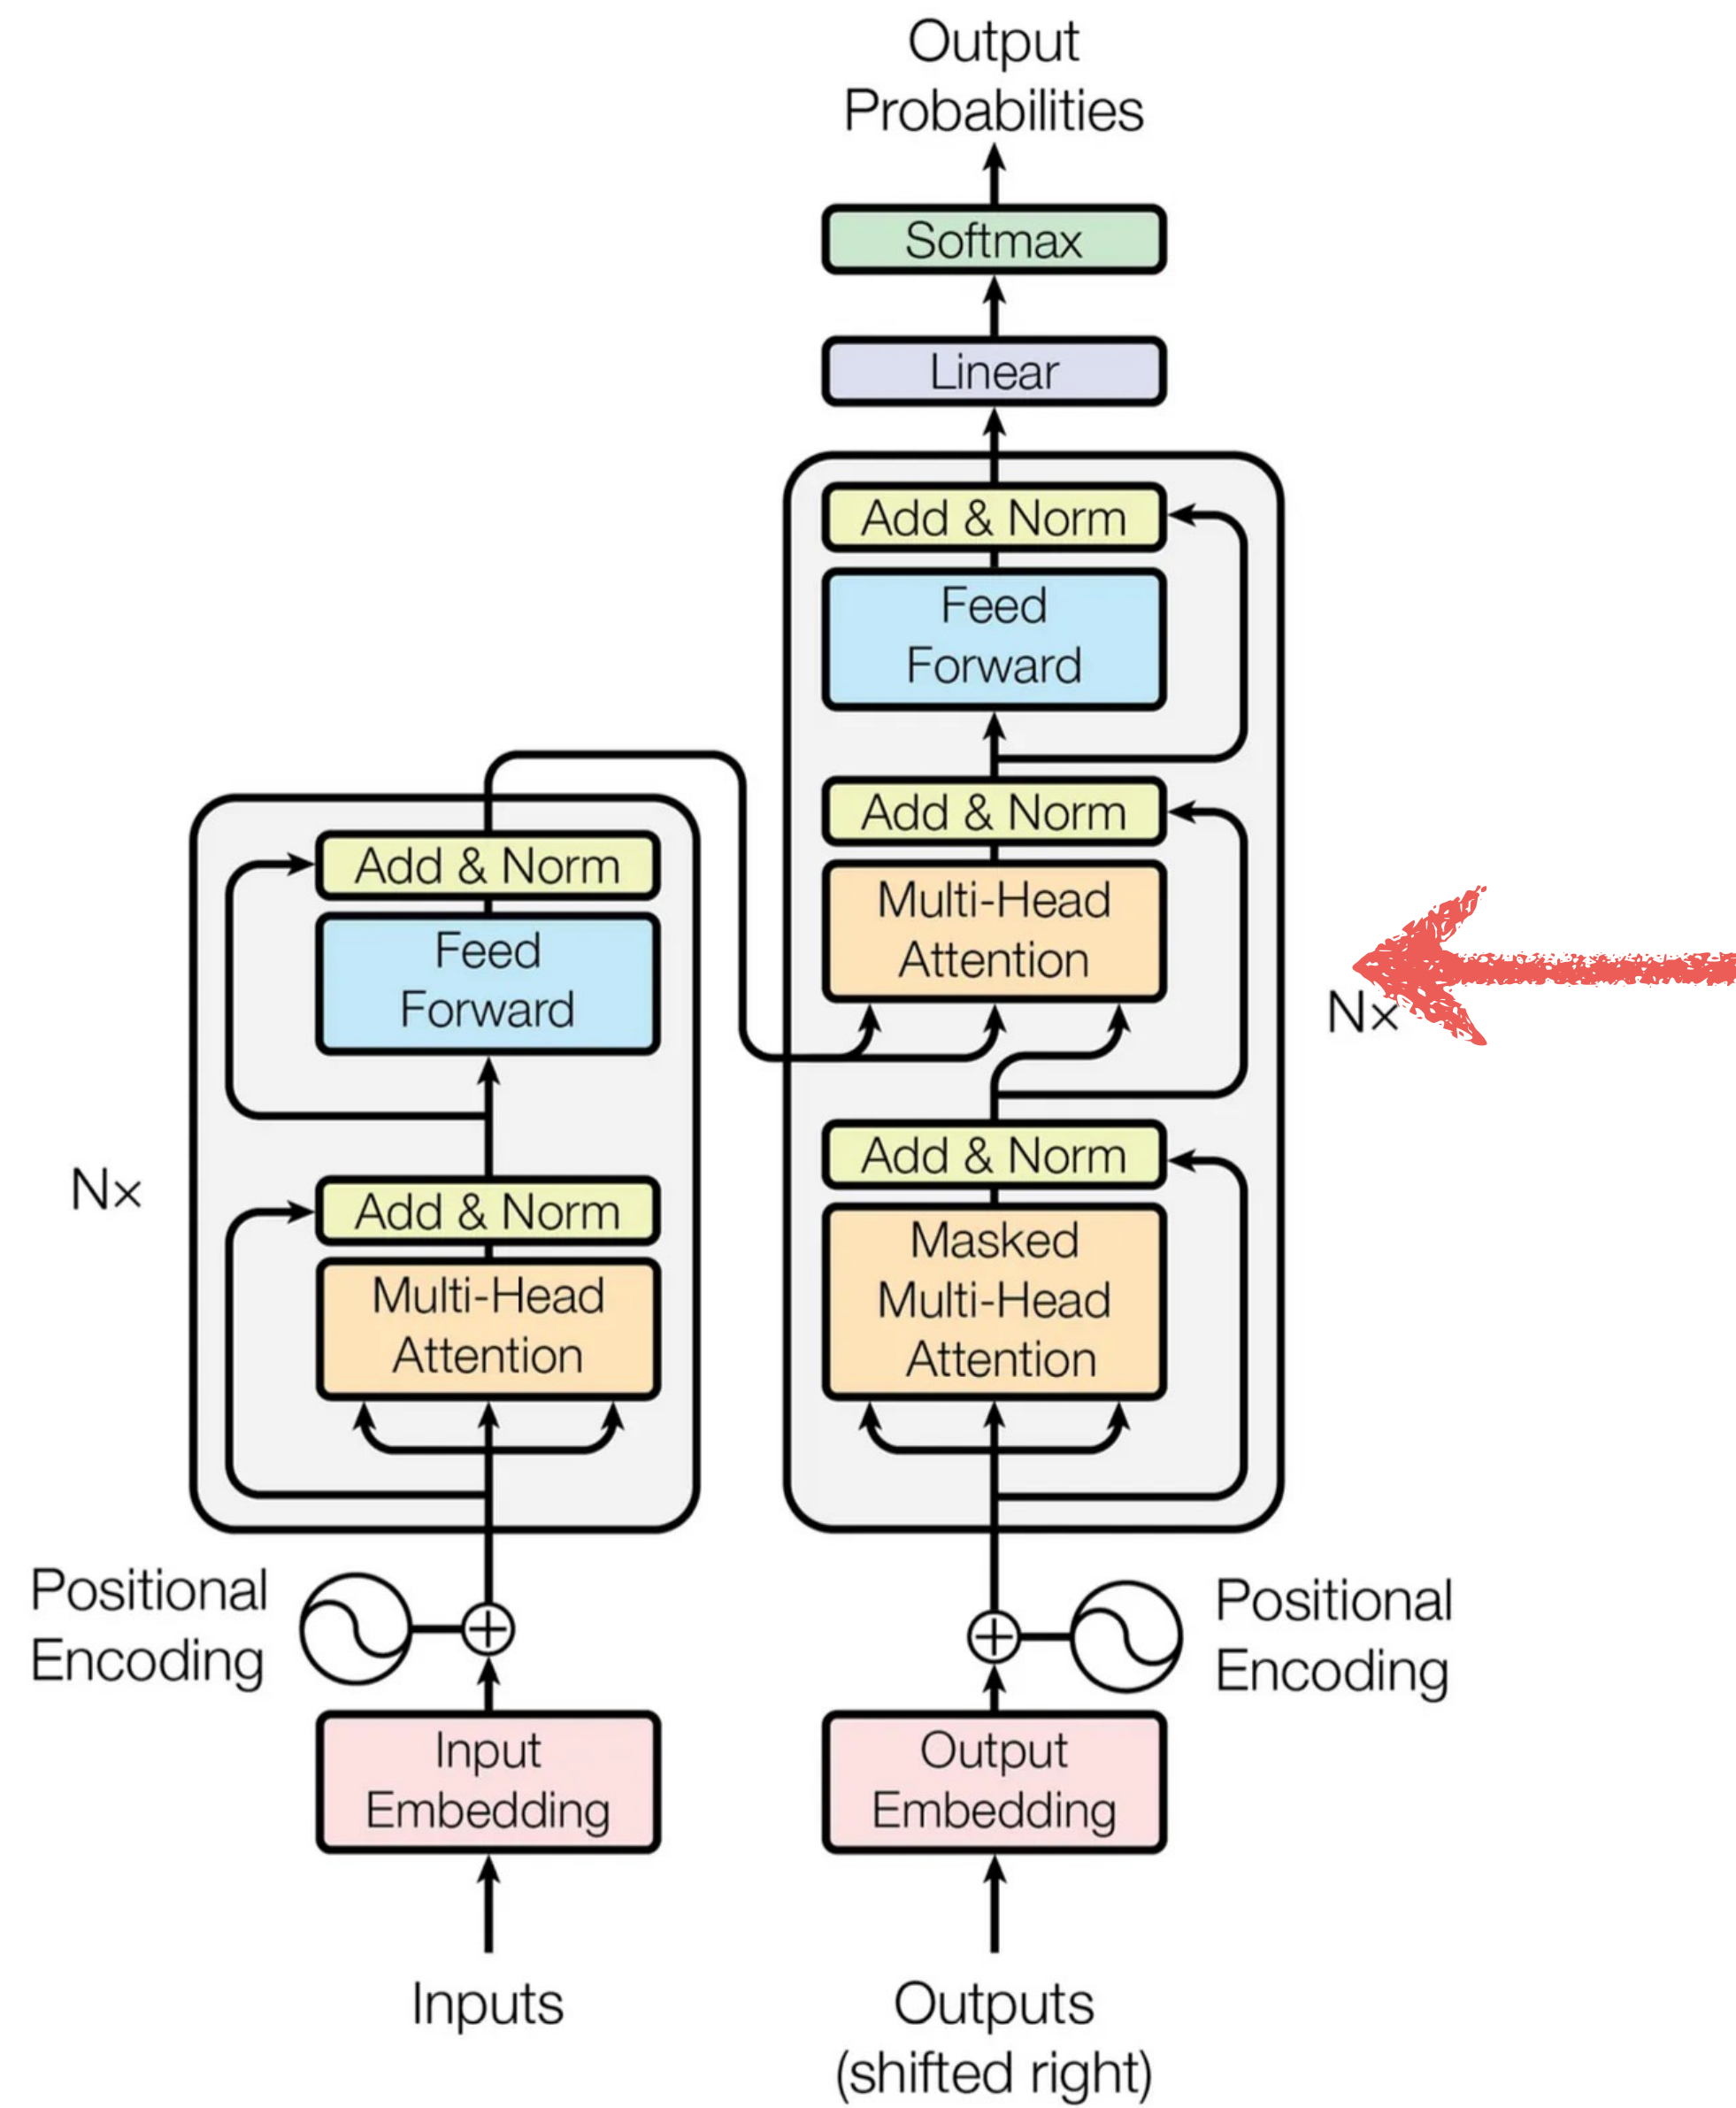 Output
Probabilities
Softmax
Linear
Add & Norm
Feed
Forward
Add & Norm
Multi-Head
Attention
Nx
Add & Norm
Masked
Multi-Head
Attention
Add & Norm
Feed
Forward
Nx
Add & Norm
Multi-Head
Attention
Positional
Encoding
Positional
Encoding
Input
Embedding
Output
Embedding
Inputs
Outputs
(shifted right)